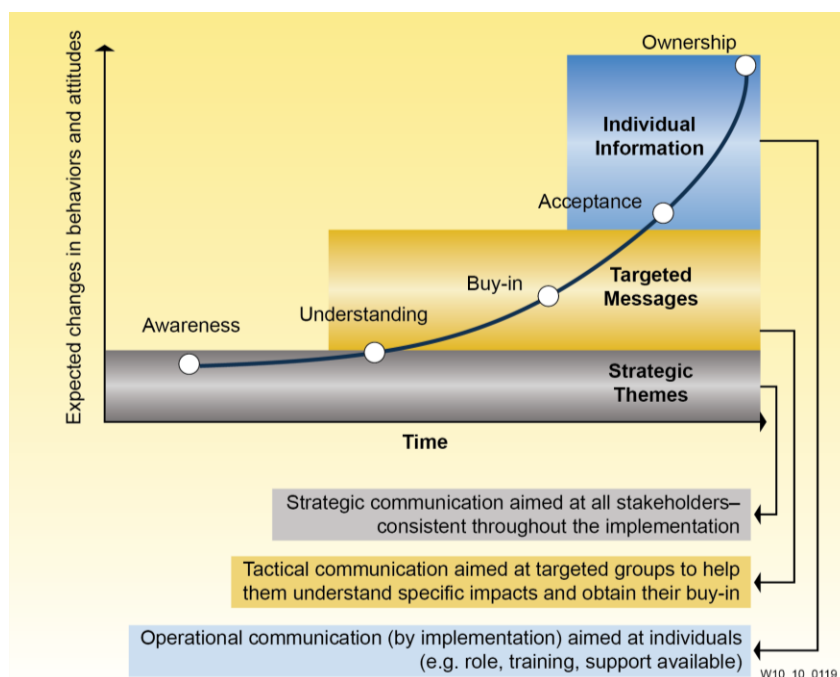 Expected changes in behaviors and attitudes
Ownership
Individual
Information
Acceptance
Buy-in
Targeted
Messages
Understanding
Awareness
Strategic
Themes
Time
Strategic communication aimed at all stakeholders–
consistent throughout the implementation
Tactical communication aimed at targeted groups to help
them understand specific impacts and obtain their buy-in
Operational communication (by implementation) aimed at individuals
(e.g. role, training, support available)
W10_10_0119